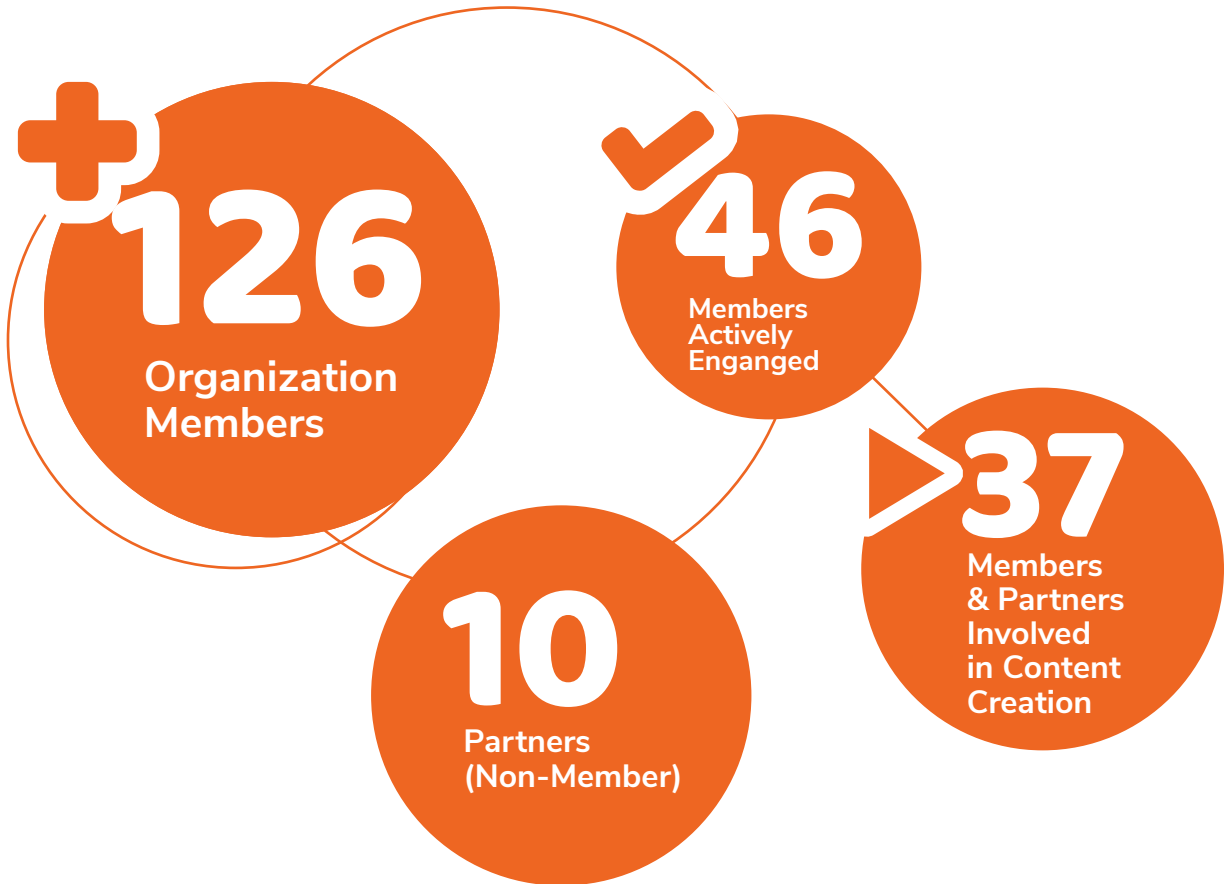 126
Organization
Members
46
Members
Actively
Enganged
37
Members
& Partners
Involved
in Content
Creation
10
Partners
(Non-Member)